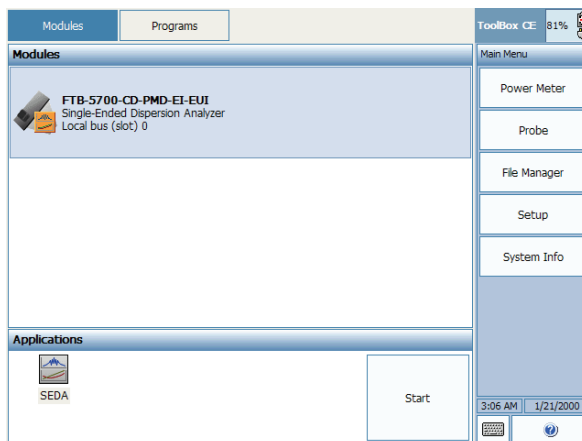 Modules
Programs
Modules
FTB-5700-CD-PMD-EI-EUI
Single-Ended Dispersion Analyzer
Local bus (slot) 0
Applications
SEDA
Start
ToolBox CE
81%
Main Menu
Power Meter
Probe
File Manager
Setup
System Info
3:06 AM
1/21/2000
?